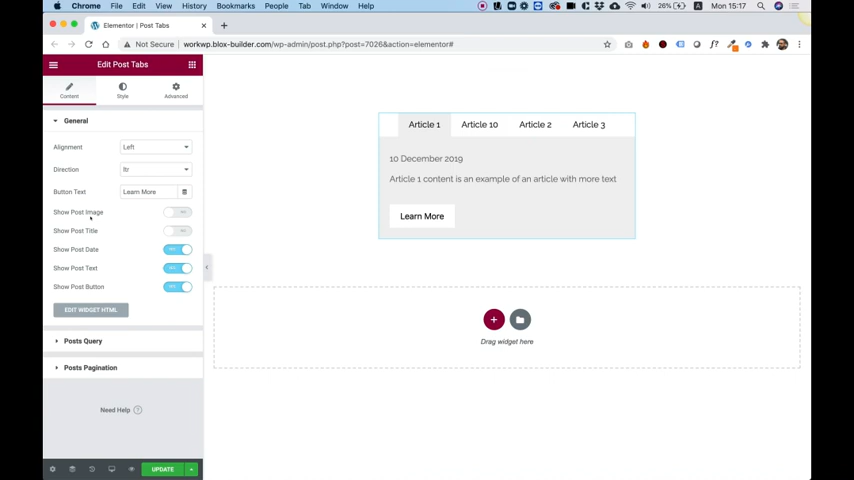 Chrome File Edit View History Bookmarks People Tab Window Help 26% Mon 15:17
Elementor | Post Tabs
Not Secure workwp.blox-builder.com/wp-admin/post.php?post=7026&action=elementor#
Edit Post Tabs
Content Style Advanced
General
Alignment Left
Direction ltr
Button Text Learn More
Show Post Image
Show Post Title
Show Post Date
Show Post Text
Show Post Button
EDIT WIDGET HTML
Posts Query
Posts Pagination
Need Help ?
UPDATE
Article 1 Article 10 Article 2 Article 3
10 December 2019
Article 1 content is an example of an article with more text
Learn More
Drag widget here